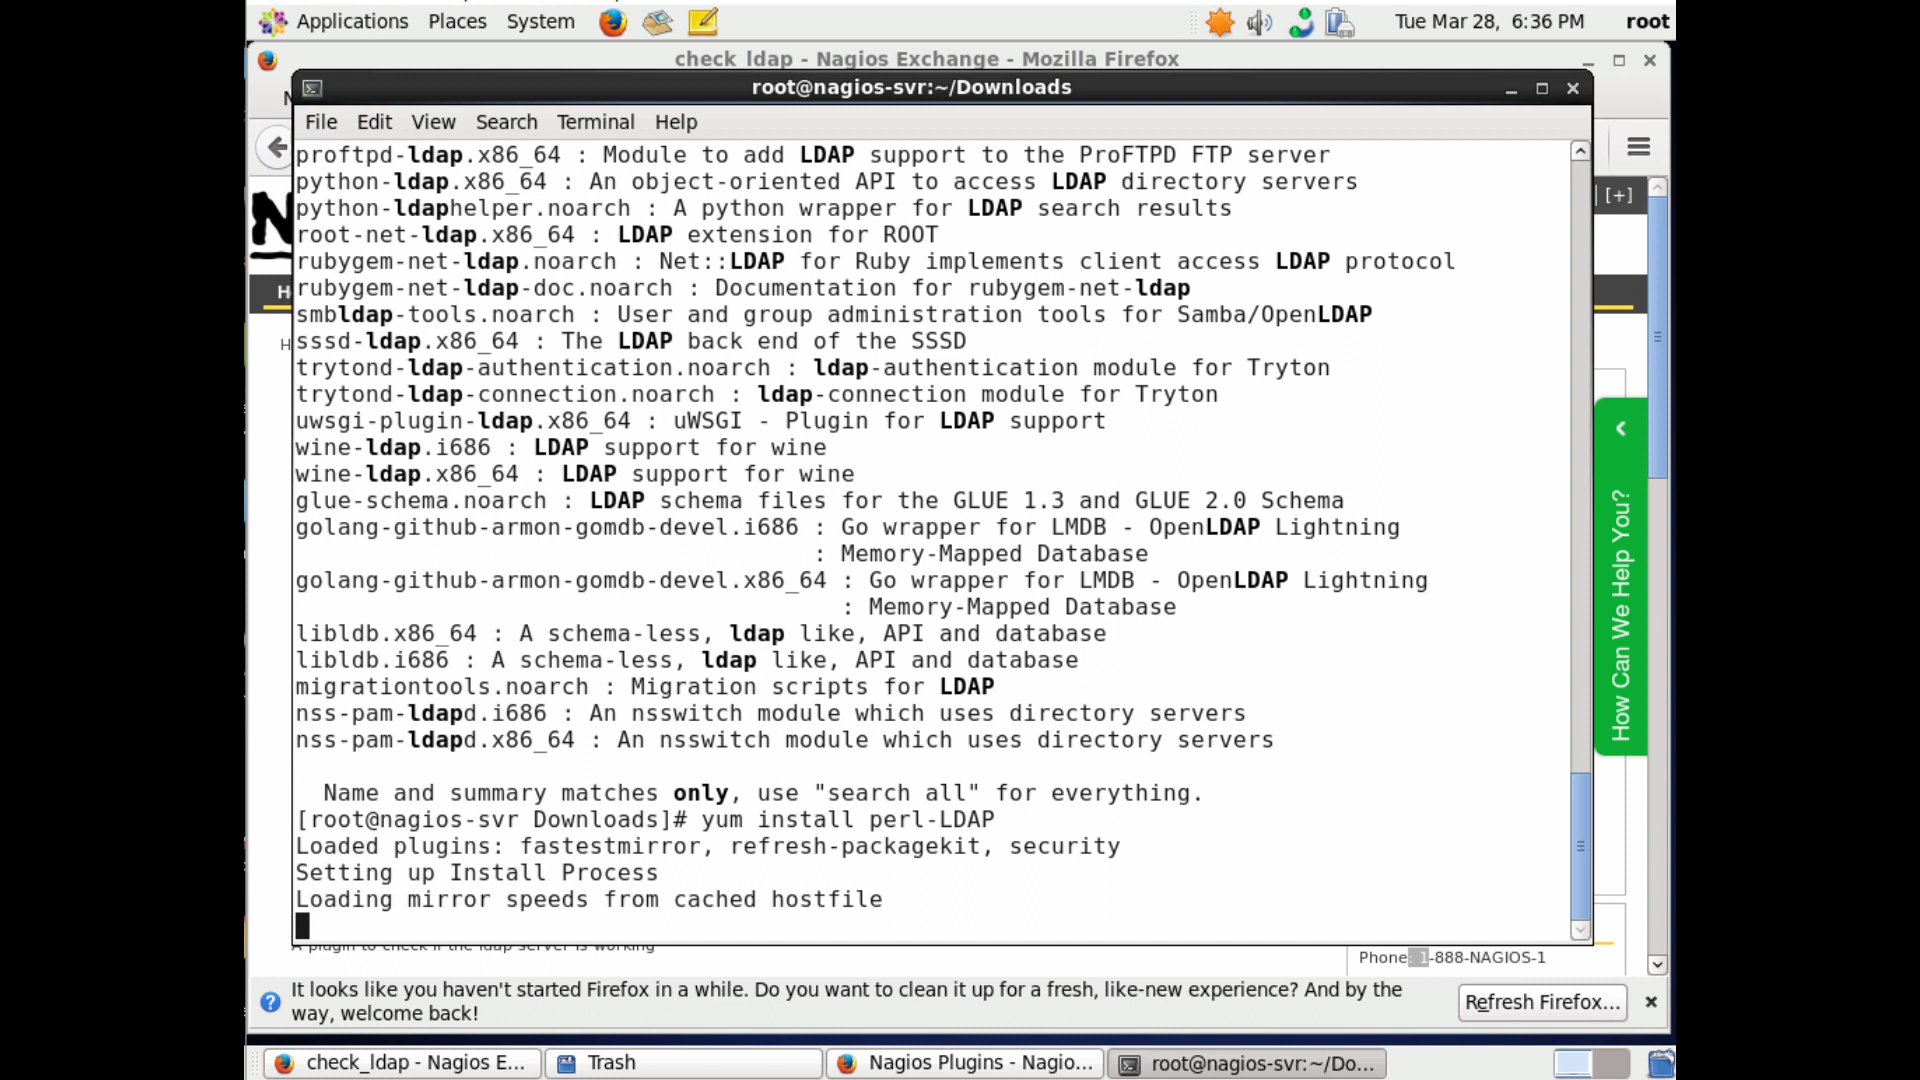 Applications Places System Tue Mar 28, 6:36 PM root
check_ldap - Nagios Exchange - Mozilla Firefox
root@nagios-svr:~/Downloads
File Edit View Search Terminal Help
[+]
proftpd-ldap.x86_64 : Module to add LDAP support to the ProFTPD FTP server
python-ldap.x86_64 : An object-oriented API to access LDAP directory servers
python-ldaphelper.noarch : A python wrapper for LDAP search results
root-net-ldap.x86_64 : LDAP extension for ROOT
rubygem-net-ldap.noarch : Net::LDAP for Ruby implements client access LDAP protocol
rubygem-net-ldap-doc.noarch : Documentation for rubygem-net-ldap
smbldap-tools.noarch : User and group administration tools for Samba/OpenLDAP
sssd-ldap.x86_64 : The LDAP back end of the SSSD
trytond-ldap-authentication.noarch : ldap-authentication module for Tryton
trytond-ldap-connection.noarch : ldap-connection module for Tryton
uwsgi-plugin-ldap.x86_64 : uWSGI - Plugin for LDAP support
wine-ldap.i686 : LDAP support for wine
wine-ldap.x86_64 : LDAP support for wine
glue-schema.noarch : LDAP schema files for the GLUE 1.3 and GLUE 2.0 Schema
golang-github-armon-gomdb-devel.i686 : Go wrapper for LMDB - OpenLDAP Lightning
: Memory-Mapped Database
golang-github-armon-gomdb-devel.x86_64 : Go wrapper for LMDB - OpenLDAP Lightning
: Memory-Mapped Database
libldb.x86_64 : A schema-less, ldap like, API and database
libldb.i686 : A schema-less, ldap like, API and database
migrationtools.noarch : Migration scripts for LDAP
nss-pam-ldapd.i686 : An nsswitch module which uses directory servers
nss-pam-ldapd.x86_64 : An nsswitch module which uses directory servers
Name and summary matches only, use "search all" for everything.
[root@nagios-svr Downloads]# yum install perl-LDAP
Loaded plugins: fastestmirror, refresh-packagekit, security
Setting up Install Process
Loading mirror speeds from cached hostfile
How Can We Help You?
A plugin to check if the ldap server is working
Phone: 1-888-NAGIOS-1
It looks like you haven't started Firefox in a while. Do you want to clean it up for a fresh, like-new experience? And by the
way, welcome back!
Refresh Firefox...
check_ldap - Nagios E... Trash Nagios Plugins - Nagio... root@nagios-svr:~/Do...